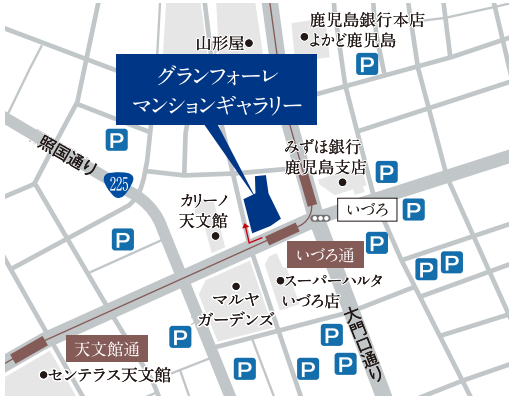 鹿児島銀行本店
よかど鹿児島
山形屋
P
グランフォーレ
マンションギャラリー
P
照国通り
225
みずほ銀行
鹿児島支店
P
カリーノ
天文館
いづろ
P
P
いづろ通
P
P
P
スーパーハルタ
いづろ店
マルヤ
ガーデンズ
大門口通り
P
P
天文館通
P
P
P
センテラス天文館